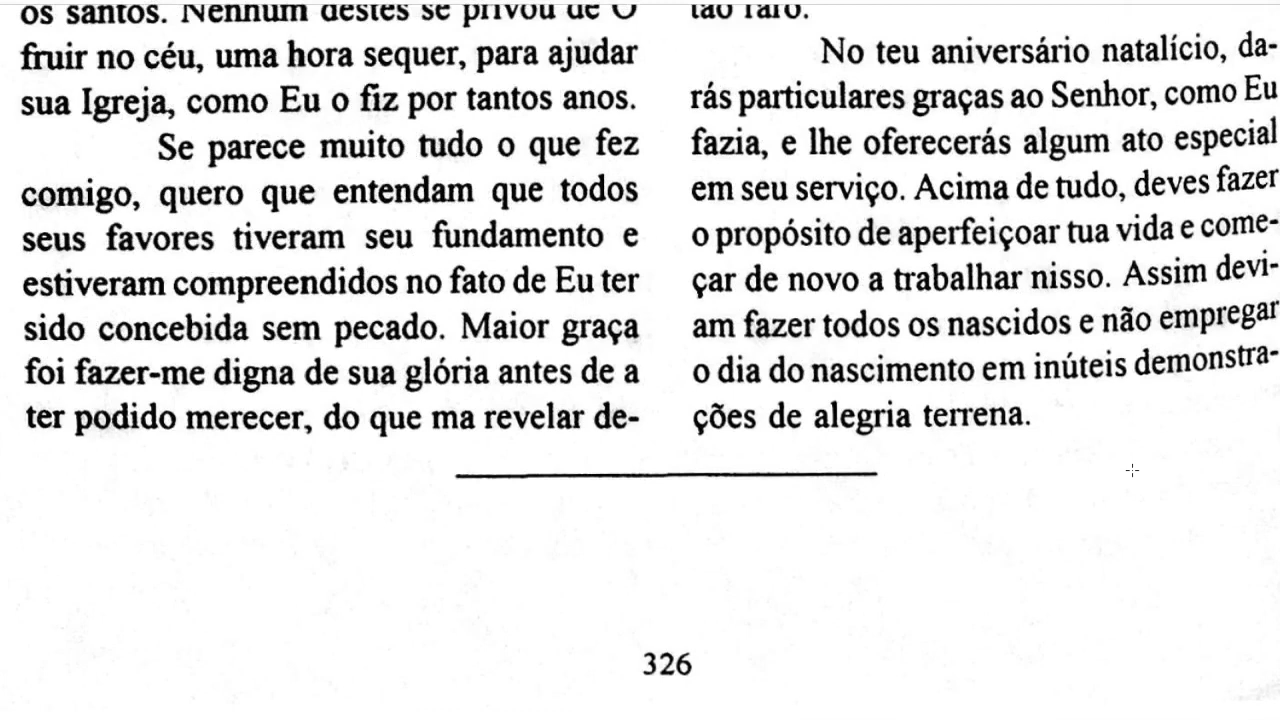 os santos. Nenhum destes se privou de O
fruir no céu, uma hora sequer, para ajudar
sua Igreja, como Eu o fiz por tantos anos.
Se parece muito tudo o que fez
comigo, quero que entendam que todos
seus favores tiveram seu fundamento e
estiveram compreendidos no fato de Eu ter
sido concebida sem pecado. Maior graça
foi fazer-me digna de sua glória antes de a
ter podido merecer, do que ma revelar de-
tão raro.
No teu aniversário natalício, da-
rás particulares graças ao Senhor, como Eu
fazia, e lhe oferecerás algum ato especial
em seu serviço. Acima de tudo, deves fazer
o propósito de aperfeiçoar tua vida e come-
çar de novo a trabalhar nisso. Assim devi-
am fazer todos os nascidos e não empregar
o dia do nascimento em inúteis demonstra-
ções de alegria terrena.
326